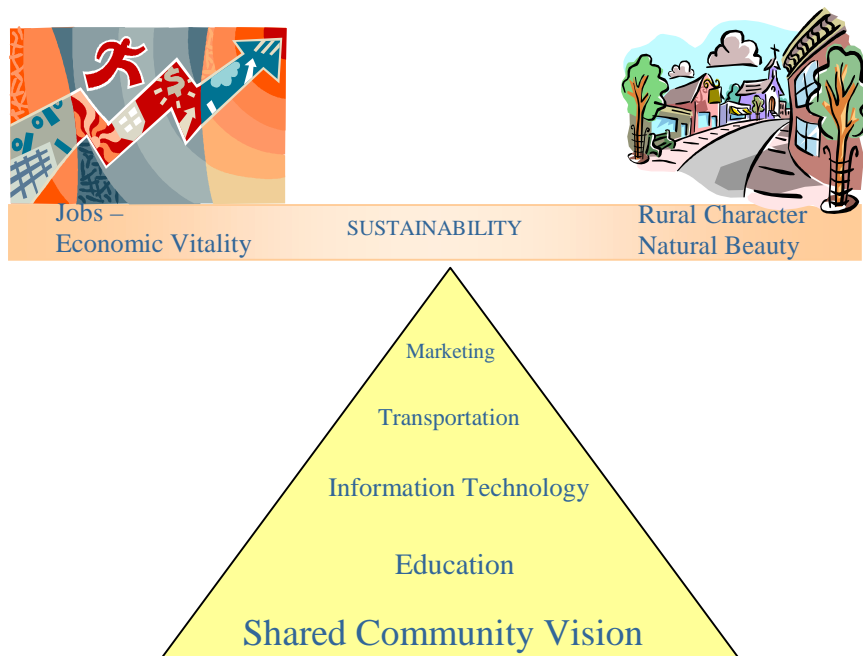 Jobs –
Economic Vitality
SUSTAINABILITY
Rural Character
Natural Beauty
Marketing
Transportation
Information Technology
Education
Shared Community Vision